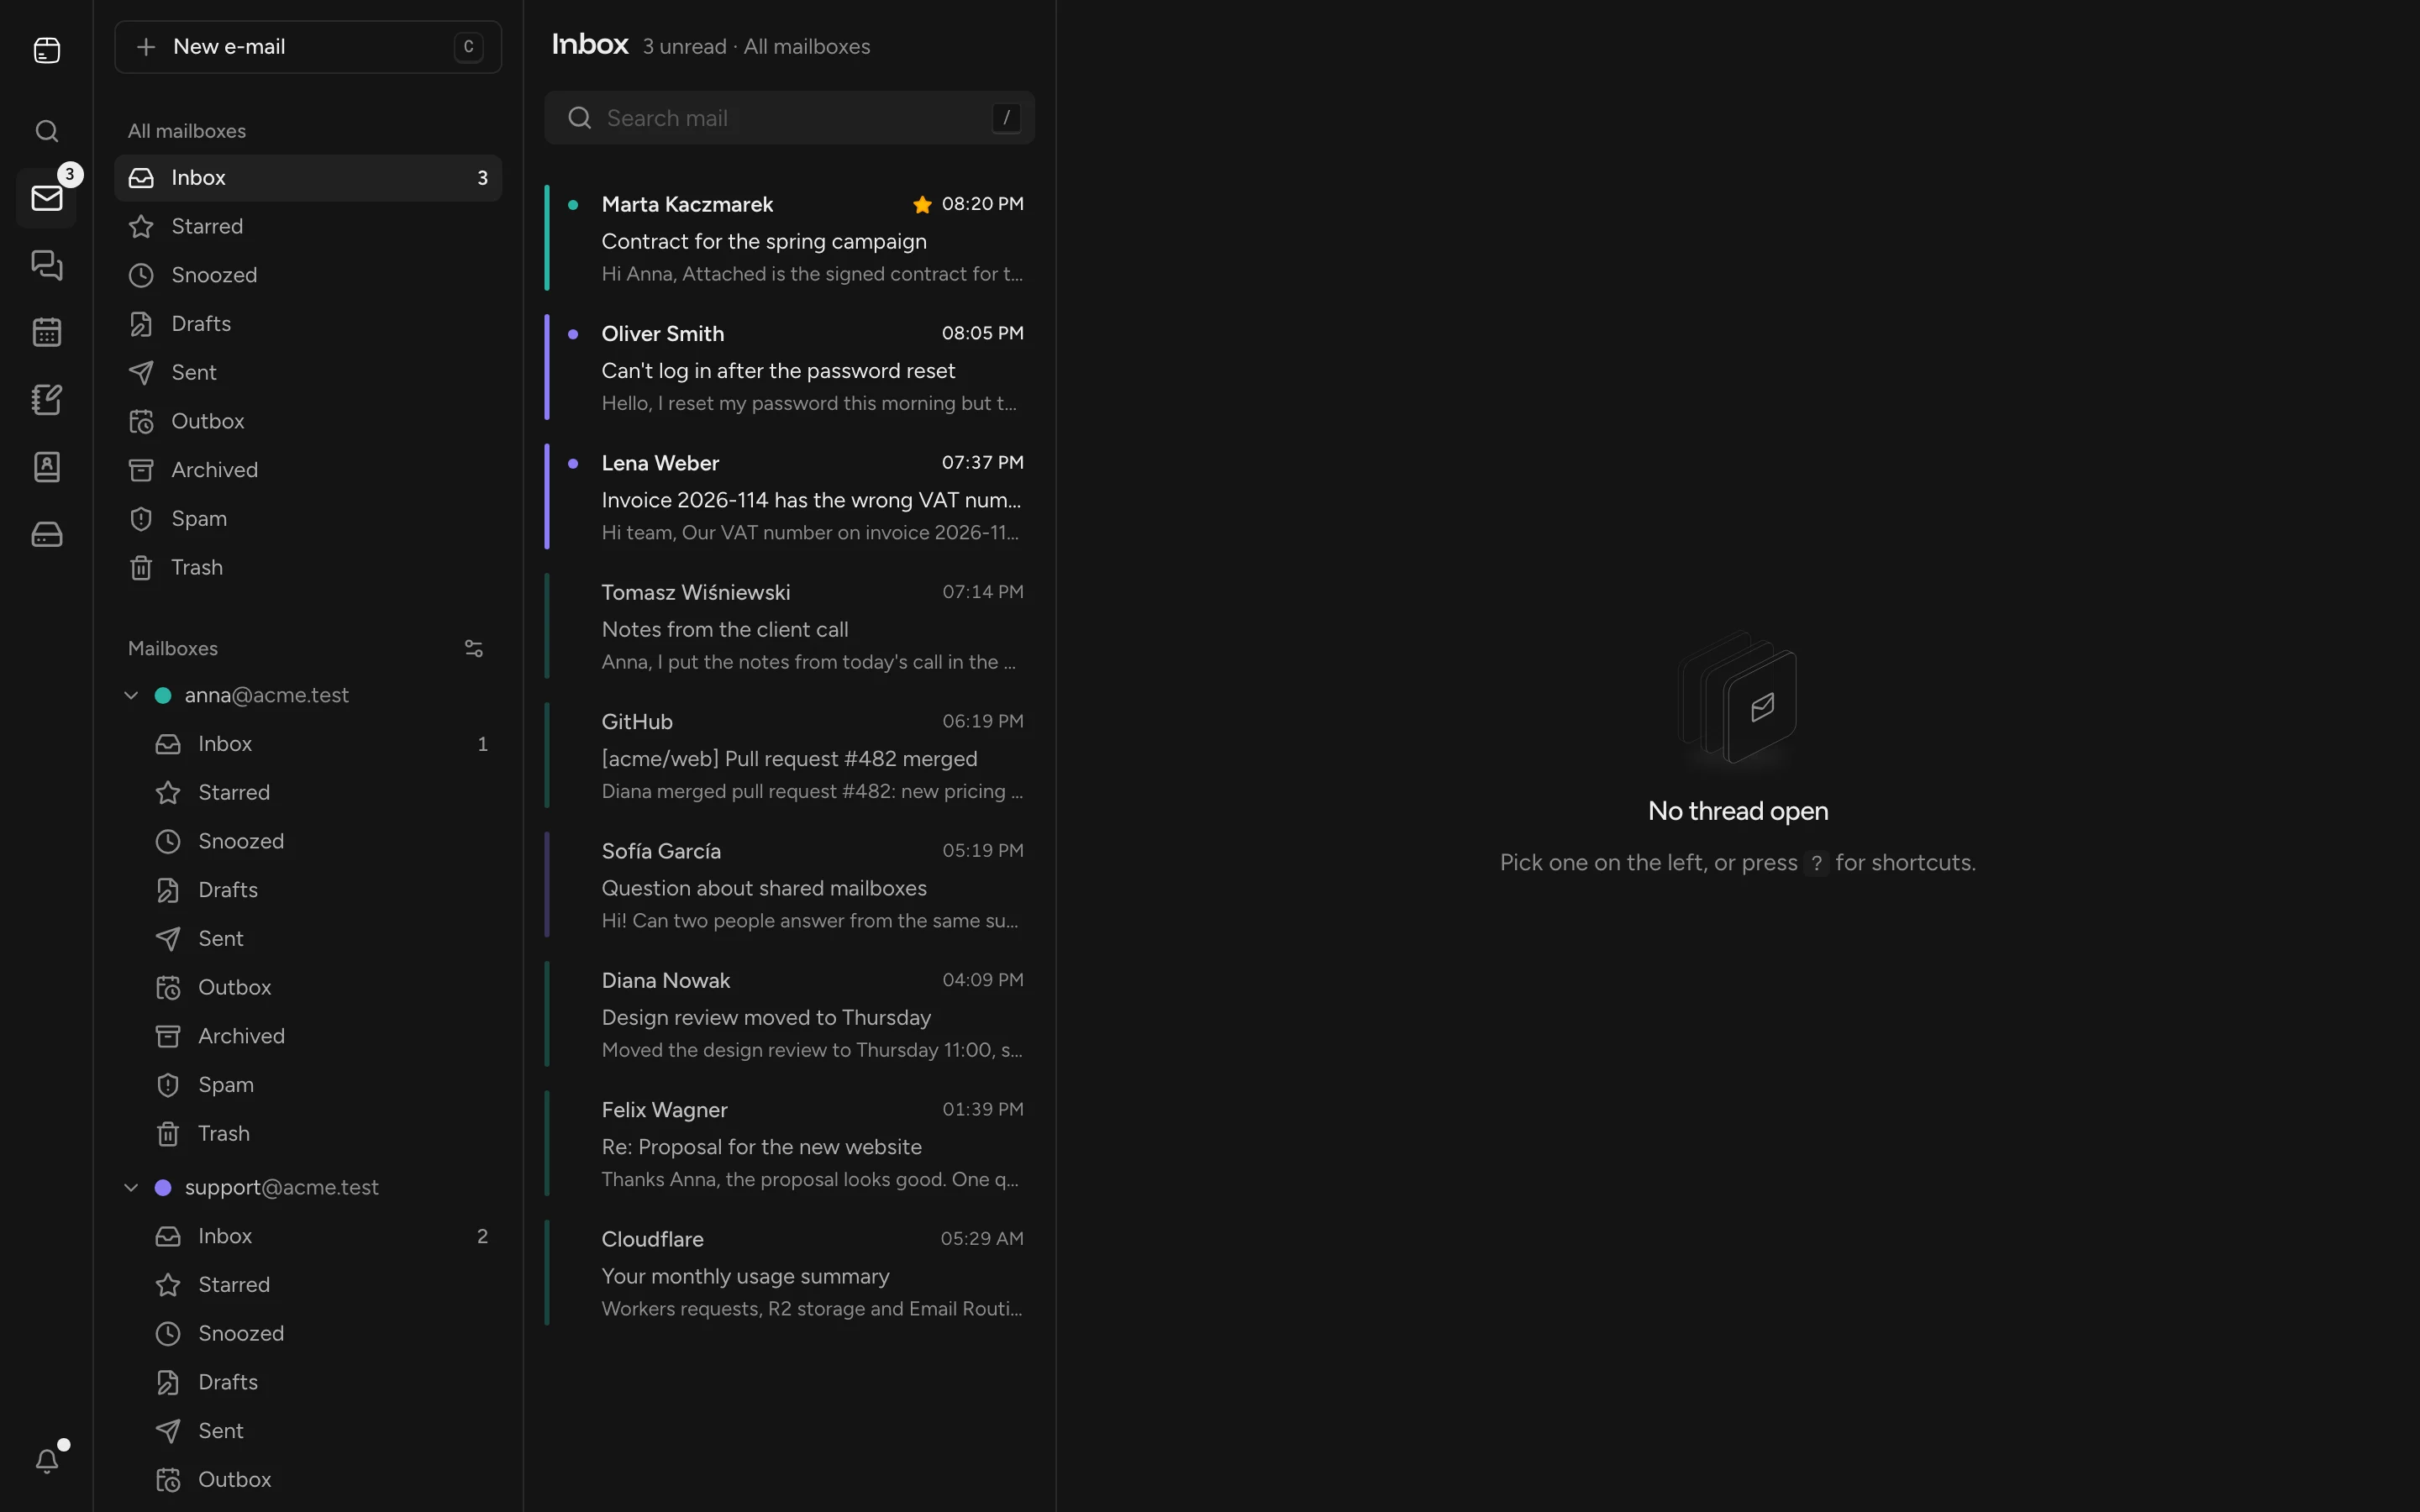 New e-mail C
All mailboxes
3
Inbox 3
Starred
Snoozed
Drafts
Sent
Outbox
Archived
Spam
Trash
Mailboxes
anna@acme.test
Inbox 1
Starred
Snoozed
Drafts
Sent
Outbox
Archived
Spam
Trash
support@acme.test
Inbox 2
Starred
Snoozed
Drafts
Sent
Outbox
Inbox 3 unread · All mailboxes
Search mail /
Marta Kaczmarek 08:20 PM
Contract for the spring campaign
Hi Anna, Attached is the signed contract for t...
Oliver Smith 08:05 PM
Can't log in after the password reset
Hello, I reset my password this morning but t...
Lena Weber 07:37 PM
Invoice 2026-114 has the wrong VAT num...
Hi team, Our VAT number on invoice 2026-11...
Tomasz Wiśniewski 07:14 PM
Notes from the client call
Anna, I put the notes from today's call in the ...
GitHub 06:19 PM
[acme/web] Pull request #482 merged
Diana merged pull request #482: new pricing ...
Sofía García 05:19 PM
Question about shared mailboxes
Hi! Can two people answer from the same su...
Diana Nowak 04:09 PM
Design review moved to Thursday
Moved the design review to Thursday 11:00, s...
Felix Wagner 01:39 PM
Re: Proposal for the new website
Thanks Anna, the proposal looks good. One q...
Cloudflare 05:29 AM
Your monthly usage summary
Workers requests, R2 storage and Email Routi...
No thread open
Pick one on the left, or press ? for shortcuts.